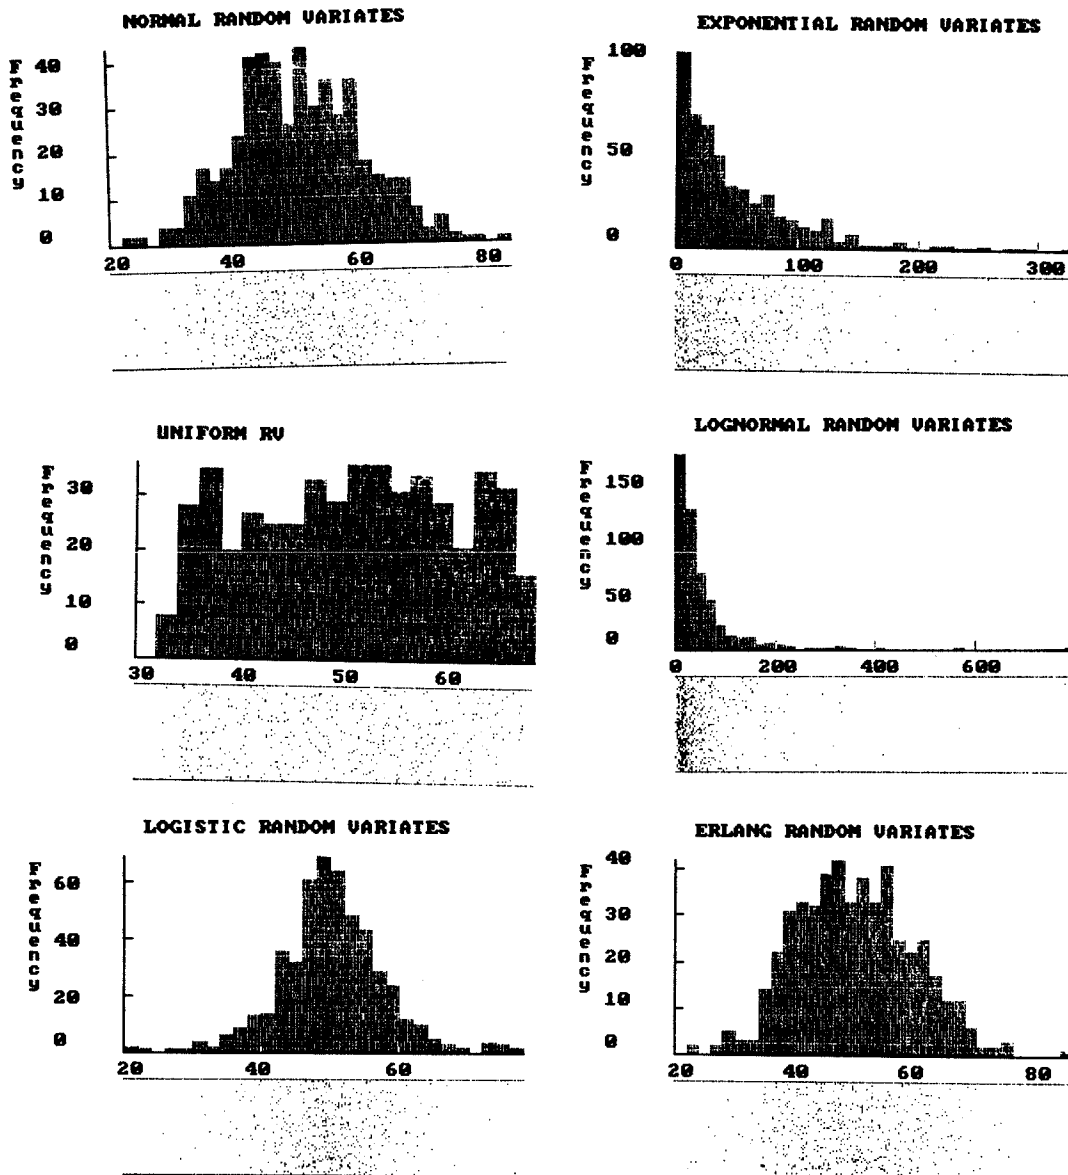 NORMAL RANDOM VARIATES
Frequency
40
30
20
10
0
20 40 60 80
EXPONENTIAL RANDOM VARIATES
Frequency
100
50
0
0 100 200 300
UNIFORM RV
Frequency
30
20
10
0
30 40 50 60
LOGNORMAL RANDOM VARIATES
Frequency
150
100
50
0
0 200 400 600
LOGISTIC RANDOM VARIATES
Frequency
60
40
20
0
20 40 60
ERLANG RANDOM VARIATES
Frequency
40
30
20
10
0
20 40 60 80